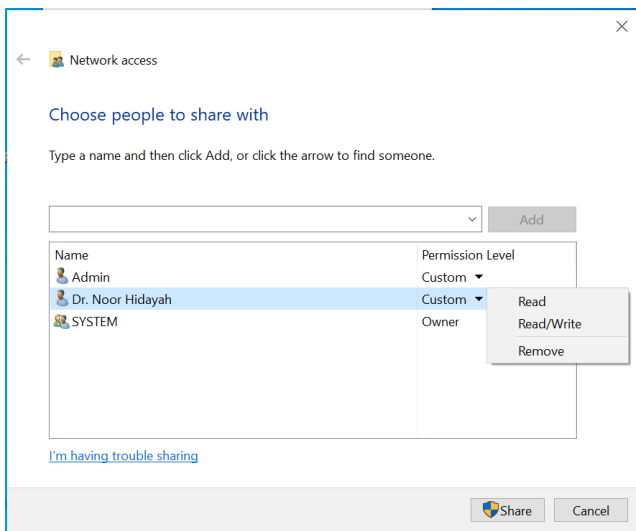 Network access
Choose people to share with
Type a name and then click Add, or click the arrow to find someone.
Add
Name Permission Level
Admin Custom
Dr. Noor Hidayah Custom
Read
SYSTEM Owner
Read/Write
Remove
I'm having trouble sharing
Share Cancel